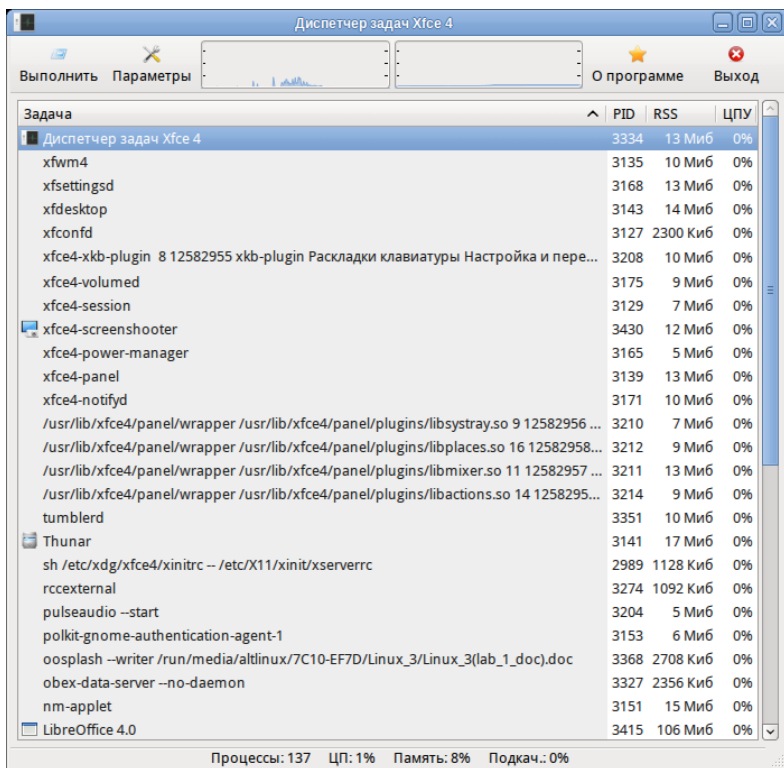 Диспетчер задач Xfce 4
Выполнить Параметры О программе Выход
Задача PID RSS ЦПУ
Диспетчер задач Xfce 4 3334 13 Миб 0%
xfwm4 3135 10 Миб 0%
xfsettingsd 3168 13 Миб 0%
xfdesktop 3143 14 Миб 0%
xfconfd 3127 2300 Киб 0%
xfce4-xkb-plugin 8 12582955 xkb-plugin Раскладки клавиатуры Настройка и пере... 3208 10 Миб 0%
xfce4-volumed 3175 9 Миб 0%
xfce4-session 3129 7 Миб 0%
xfce4-screenshooter 3430 12 Миб 0%
xfce4-power-manager 3165 5 Миб 0%
xfce4-panel 3139 13 Миб 0%
xfce4-notifyd 3171 10 Миб 0%
/usr/lib/xfce4/panel/wrapper /usr/lib/xfce4/panel/plugins/libsystray.so 9 12582956 ... 3210 7 Миб 0%
/usr/lib/xfce4/panel/wrapper /usr/lib/xfce4/panel/plugins/libplaces.so 16 12582958... 3212 9 Миб 0%
/usr/lib/xfce4/panel/wrapper /usr/lib/xfce4/panel/plugins/libmixer.so 11 12582957 ... 3211 13 Миб 0%
/usr/lib/xfce4/panel/wrapper /usr/lib/xfce4/panel/plugins/libactions.so 14 1258295... 3214 9 Миб 0%
tumblerd 3351 10 Миб 0%
Thunar 3141 17 Миб 0%
sh /etc/xdg/xfce4/xinitrc -- /etc/X11/xinit/xserverrc 2989 1128 Киб 0%
rccexternal 3274 1092 Киб 0%
pulseaudio --start 3204 5 Миб 0%
polkit-gnome-authentication-agent-1 3153 6 Миб 0%
oosplash --writer /run/media/altlinux/7C10-EF7D/Linux_3/Linux_3(lab_1_doc).doc 3368 2708 Киб 0%
obex-data-server --no-daemon 3327 2356 Киб 0%
nm-applet 3151 15 Миб 0%
LibreOffice 4.0 3415 106 Миб 0%
Процессы: 137 ЦП: 1% Память: 8% Подкач.: 0%